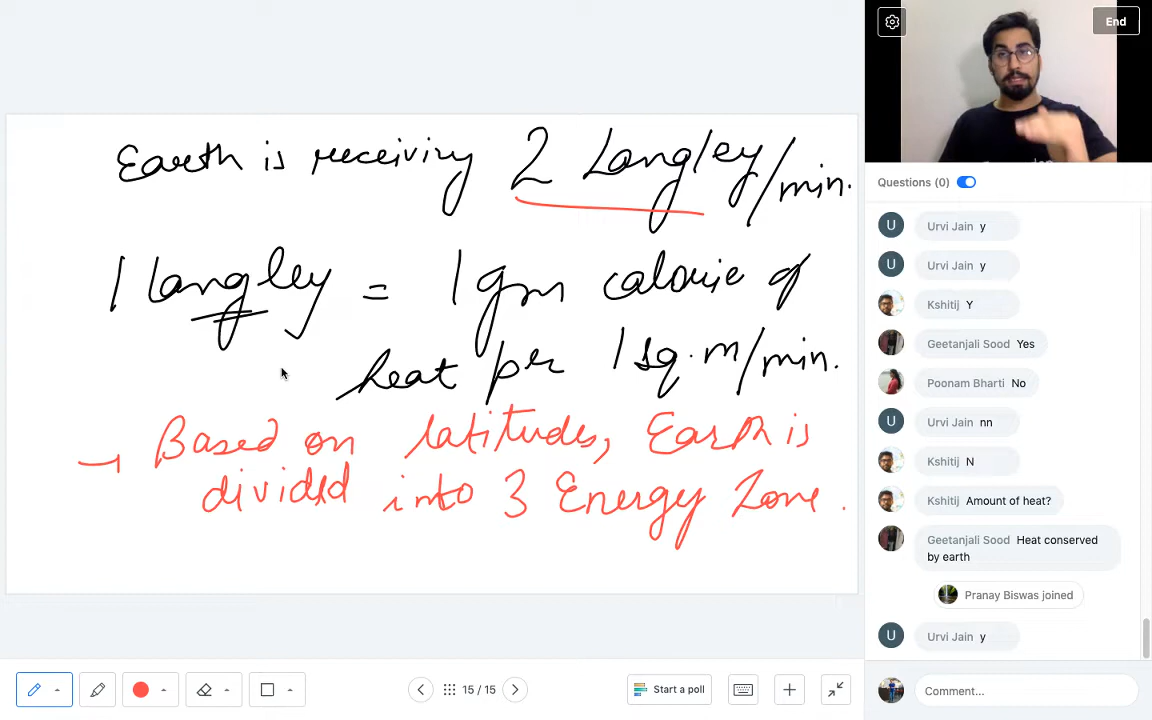 End
Earth is receiving 2 Langley/min.
1 langley = 1 gm calorie of
heat per 1 sq.m/min.
→ Based on latitudes, Earth is
divided into 3 Energy Zone.
Questions (0)
U Urvi Jain y
U Urvi Jain y
Kshitij Y
Geetanjali Sood Yes
Poonam Bharti No
U Urvi Jain nn
Kshitij N
Kshitij Amount of heat?
Geetanjali Sood Heat conserved
by earth
Pranay Biswas joined
U Urvi Jain y
15 / 15
Start a poll
Comment...